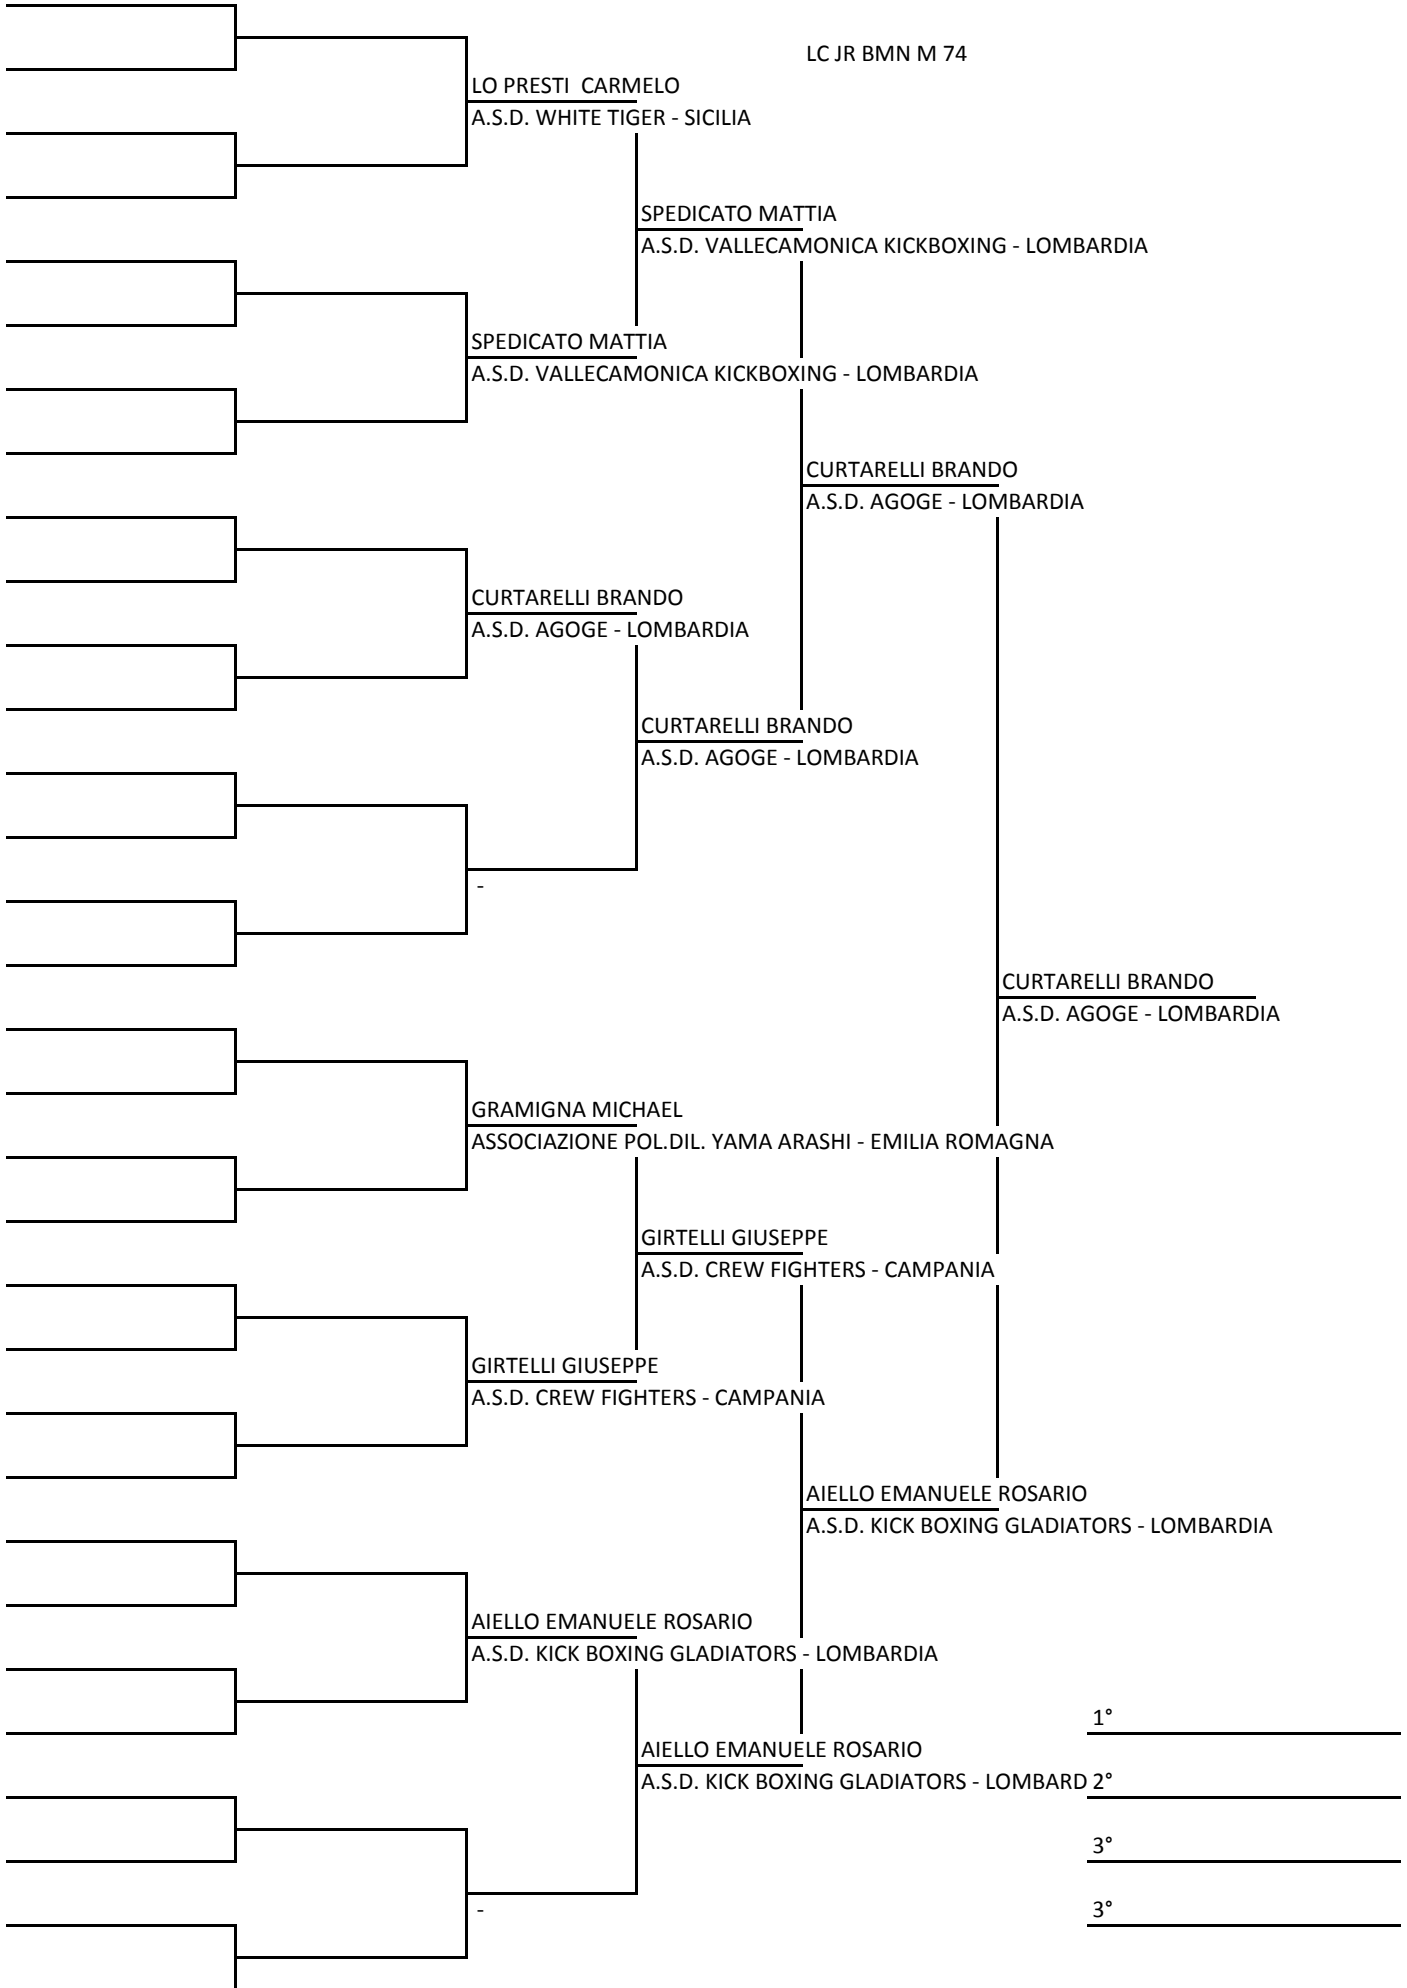 LC JR BMN M 74
LO PRESTI  CARMELO
A.S.D. WHITE TIGER - SICILIA
SPEDICATO MATTIA
A.S.D. VALLECAMONICA KICKBOXING - LOMBARDIA
SPEDICATO MATTIA
A.S.D. VALLECAMONICA KICKBOXING - LOMBARDIA
CURTARELLI BRANDO
A.S.D. AGOGE - LOMBARDIA
CURTARELLI BRANDO
A.S.D. AGOGE - LOMBARDIA
CURTARELLI BRANDO
A.S.D. AGOGE - LOMBARDIA
-
CURTARELLI BRANDO
A.S.D. AGOGE - LOMBARDIA
GRAMIGNA MICHAEL
ASSOCIAZIONE POL.DIL. YAMA ARASHI - EMILIA ROMAGNA
GIRTELLI GIUSEPPE
A.S.D. CREW FIGHTERS - CAMPANIA
GIRTELLI GIUSEPPE
A.S.D. CREW FIGHTERS - CAMPANIA
AIELLO EMANUELE ROSARIO
A.S.D. KICK BOXING GLADIATORS - LOMBARDIA
AIELLO EMANUELE ROSARIO
A.S.D. KICK BOXING GLADIATORS - LOMBARDIA
1°
AIELLO EMANUELE ROSARIO
A.S.D. KICK BOXING GLADIATORS - LOMBARD 2°
3°
-
3°